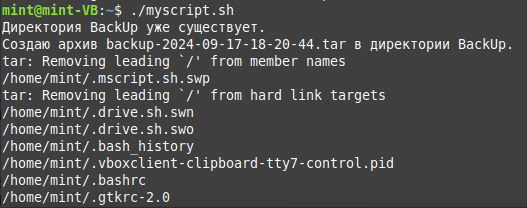 mint@mint-VB:~$ ./myscript.sh
Директория BackUp уже существует.
Создаю архив backup-2024-09-17-18-20-44.tar в директории BackUp.
tar: Removing leading `/' from member names
/home/mint/.mscript.sh.swp
tar: Removing leading `/' from hard link targets
/home/mint/.drive.sh.swn
/home/mint/.drive.sh.swo
/home/mint/.bash_history
/home/mint/.vboxclient-clipboard-tty7-control.pid
/home/mint/.bashrc
/home/mint/.gtkrc-2.0